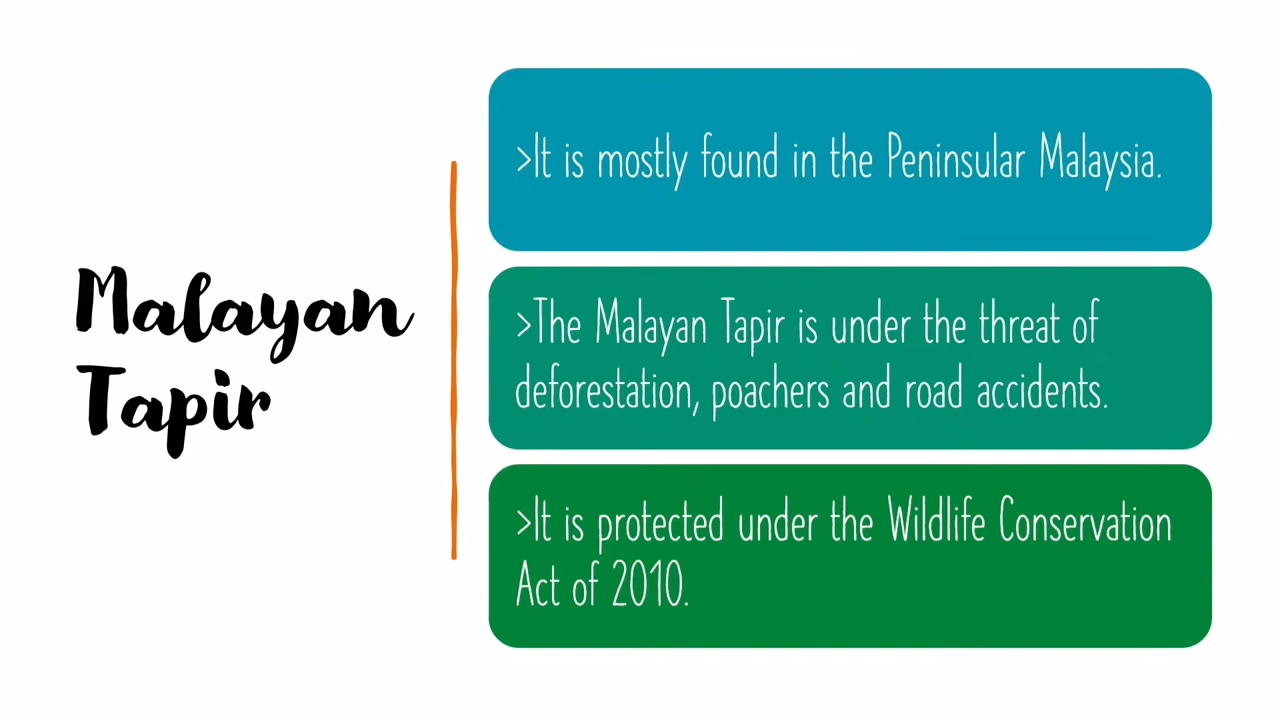 Malayan
Tapir
>It is mostly found in the Peninsular Malaysia.
>The Malayan Tapir is under the threat of
deforestation, poachers and road accidents.
>It is protected under the Wildlife Conservation
Act of 2010.